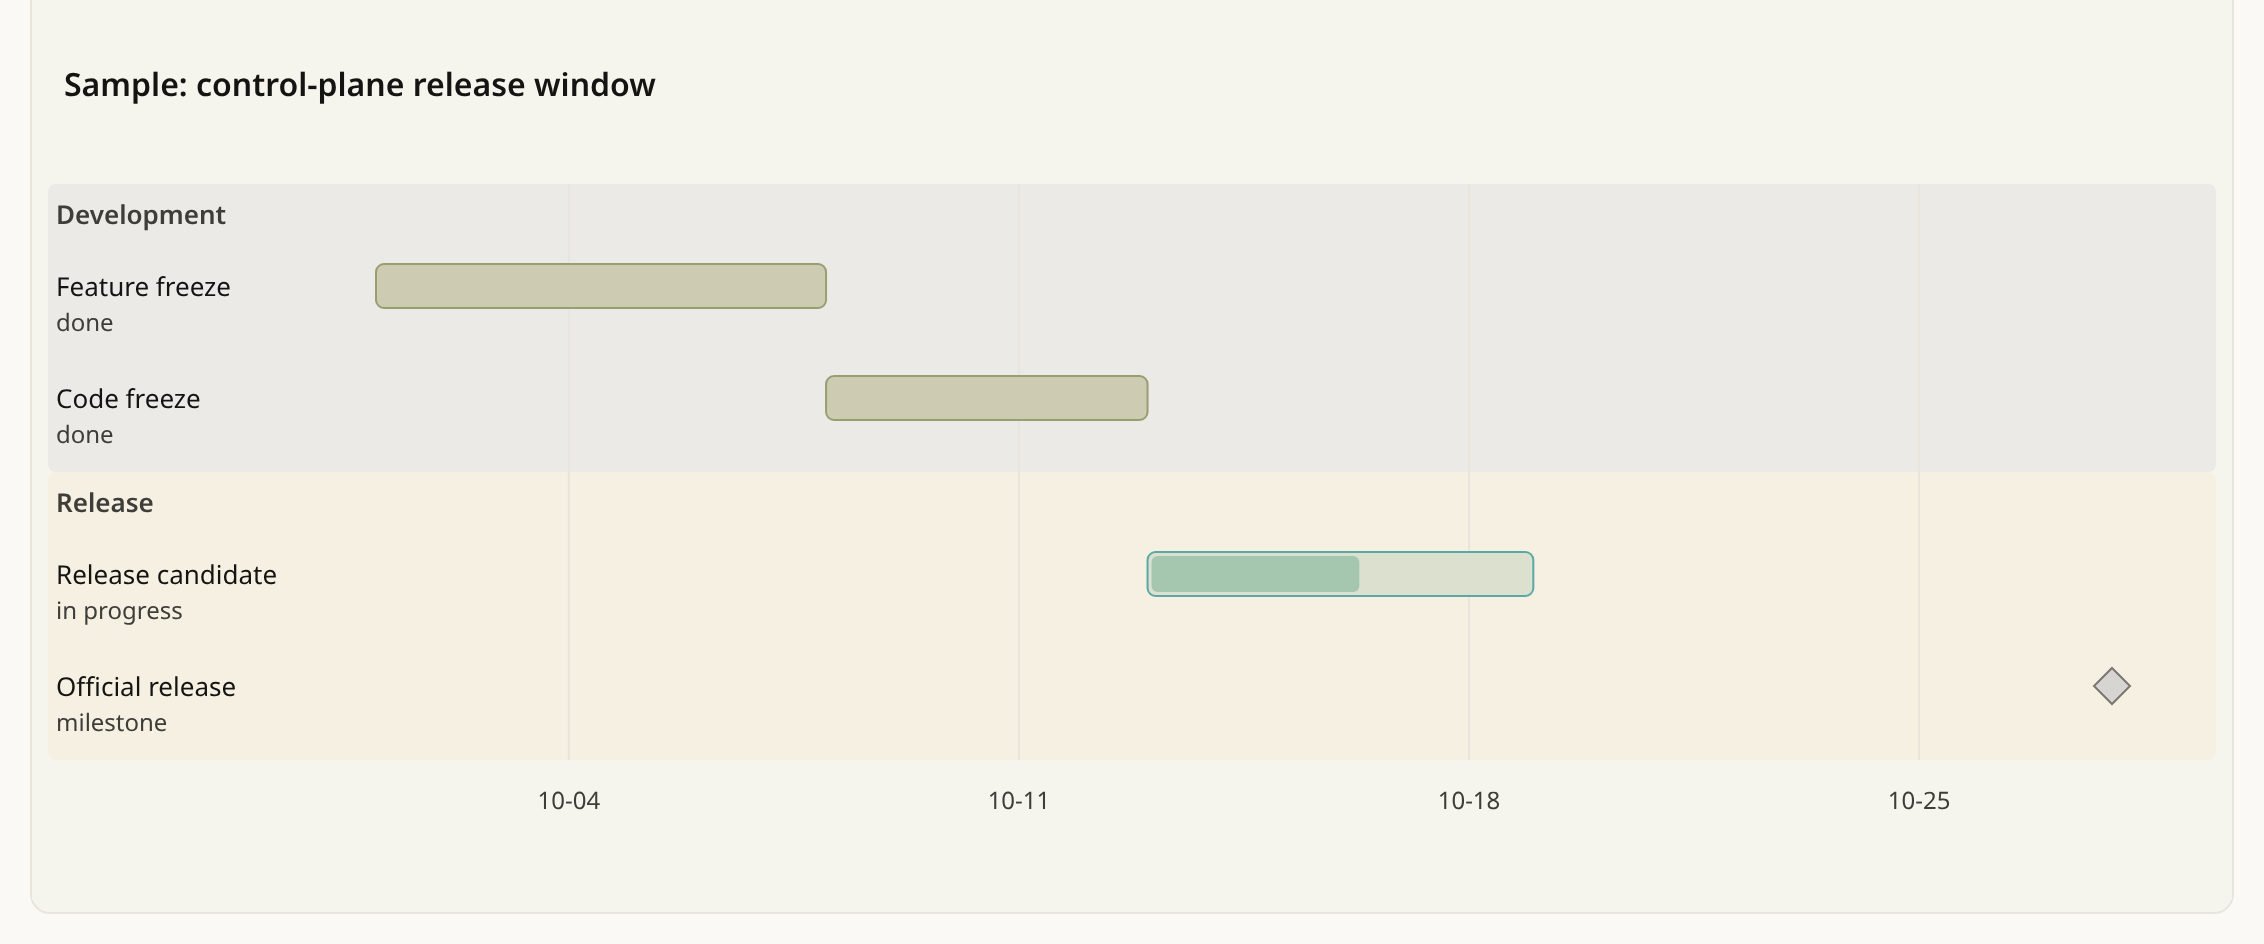 Sample: control-plane release window
Development
Feature freeze
done
Code freeze
done
Release
Release candidate
in progress
Official release
milestone
10-04
10-11
10-18
10-25